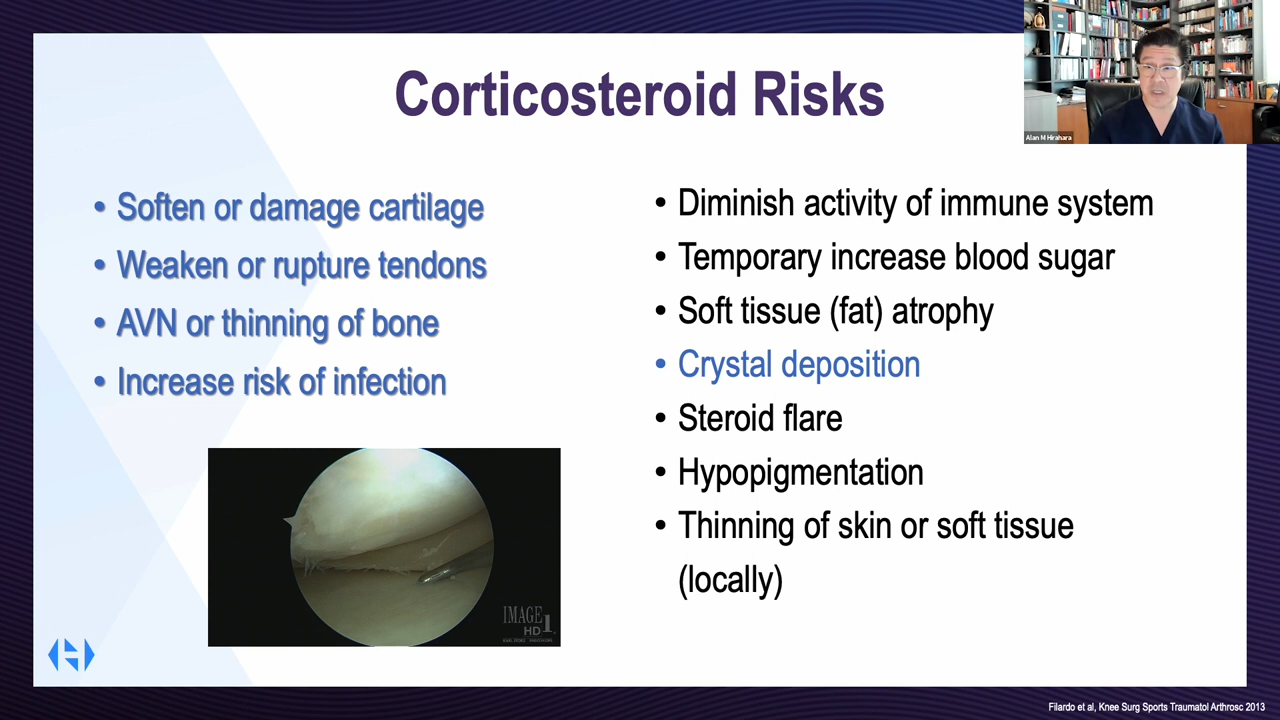 Corticosteroid Risks
Alan M Hirahara
• Soften or damage cartilage
• Weaken or rupture tendons
• AVN or thinning of bone
• Increase risk of infection
• Diminish activity of immune system
• Temporary increase blood sugar
• Soft tissue (fat) atrophy
• Crystal deposition
• Steroid flare
• Hypopigmentation
• Thinning of skin or soft tissue
(locally)
IMAGE1
HD
Filardo et al, Knee Surg Sports Traumatol Arthrosc 2013